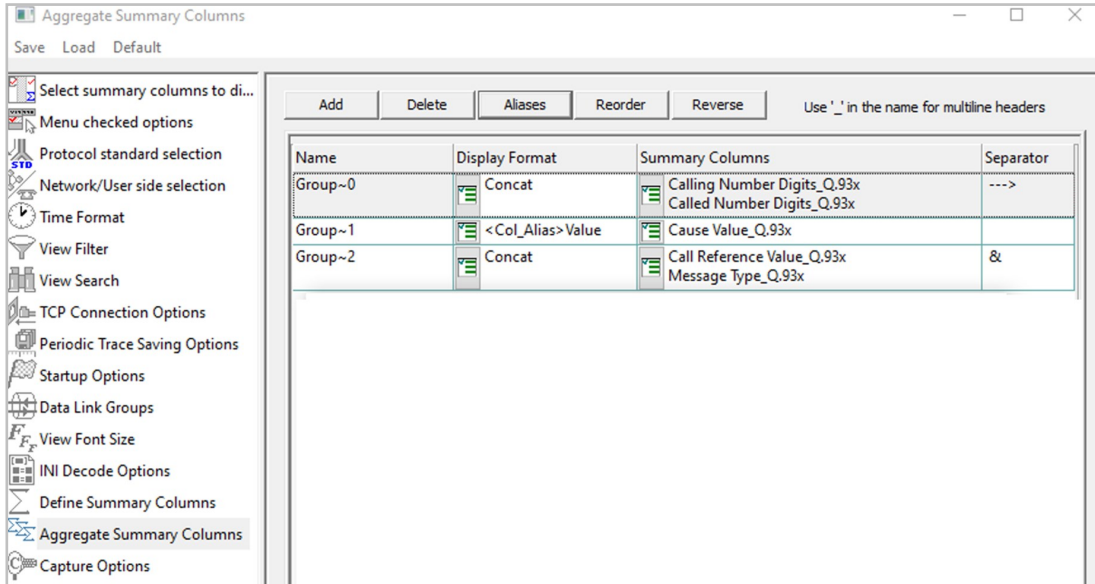 Aggregate Summary Columns
Save Load Default
Select summary columns to di...
Menu checked options
Protocol standard selection
Network/User side selection
Time Format
View Filter
View Search
TCP Connection Options
Periodic Trace Saving Options
Startup Options
Data Link Groups
View Font Size
INI Decode Options
Define Summary Columns
Aggregate Summary Columns
Capture Options
Add Delete Aliases Reorder Reverse Use '_' in the name for multiline headers
Name Display Format Summary Columns Separator
Group~0 Concat Calling Number Digits_Q.93x --->
Called Number Digits_Q.93x
Group~1 <Col_Alias>Value Cause Value_Q.93x
Group~2 Concat Call Reference Value_Q.93x &
Message Type_Q.93x